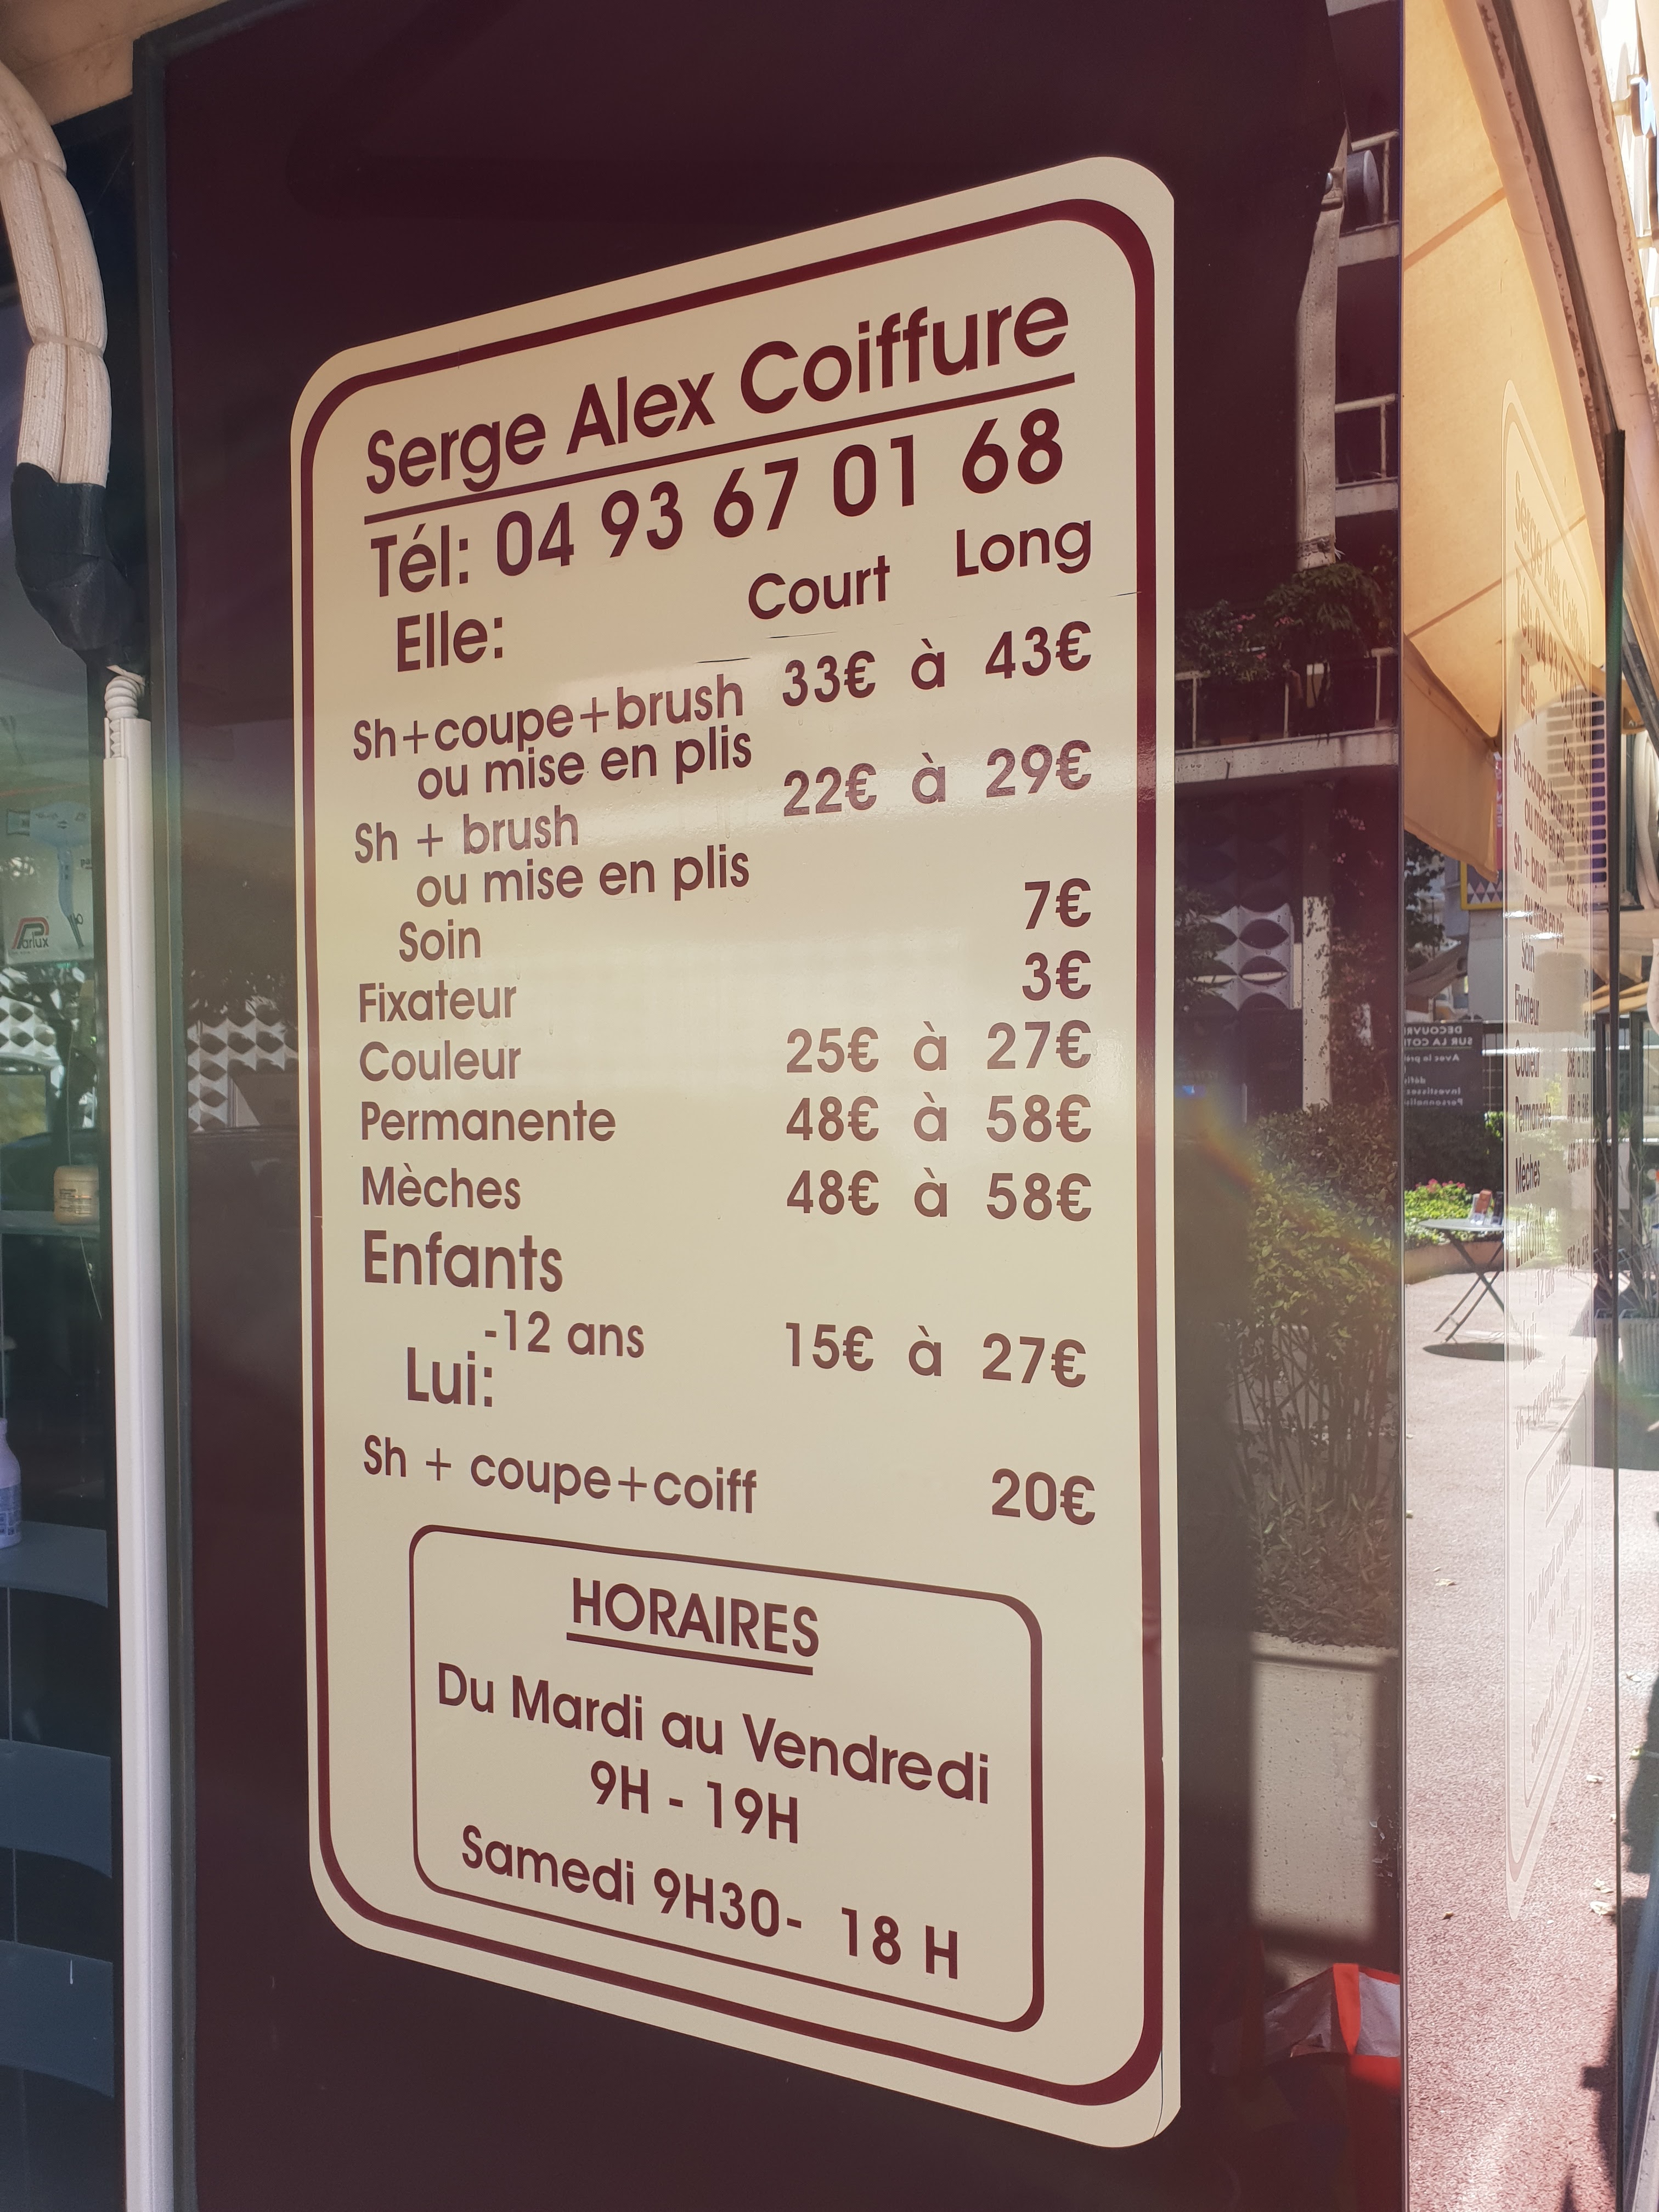 Serge Alex Coiffure
Tél: 04 93 67 01 68
Court Long
Elle:
Sh+coupe+brush 33€ à 43€
ou mise en plis
Sh + brush 22€ à 29€
ou mise en plis
Soin 7€
Fixateur 3€
Couleur 25€ à 27€
Permanente 48€ à 58€
Mèches 48€ à 58€
Enfants
-12 ans 15€ à 27€
Lui:
Sh + coupe+coiff 20€
HORAIRES
Du Mardi au Vendredi
9H - 19H
Samedi 9H30- 18 H
Parlux